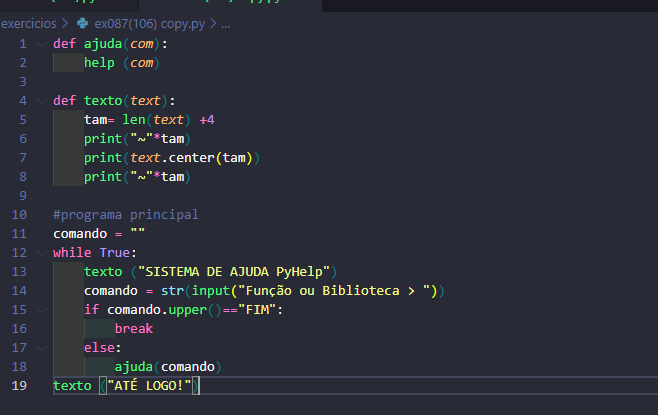 exercicios > ex087(106) copy.py > ...
1 def ajuda(com):
2 help (com)
3
4 def texto(text):
5 tam= len(text) +4
6 print("~"*tam)
7 print(text.center(tam))
8 print("~"*tam)
9
10 #programa principal
11 comando = ""
12 while True:
13 texto ("SISTEMA DE AJUDA PyHelp")
14 comando = str(input("Função ou Biblioteca > "))
15 if comando.upper()=="FIM":
16 break
17 else:
18 ajuda(comando)
19 texto ("ATÉ LOGO!")